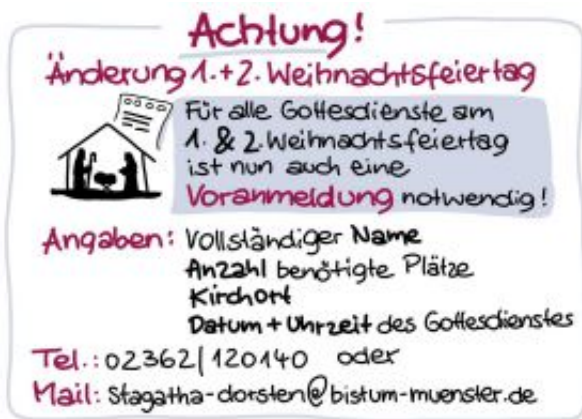 Achtung!
Änderung 1.+2. Weihnachtsfeiertag
Für alle Gottesdienste am
1. & 2. Weihnachtsfeiertag
ist nun auch eine
Voranmeldung notwendig!
Angaben: Vollständiger Name
Anzahl benötigte Plätze
Kirchort
Datum + Uhrzeit des Gottesdienstes
Tel.: 02362/120140 oder
Mail: Stagatha-dorsten@bistum-muenster.de